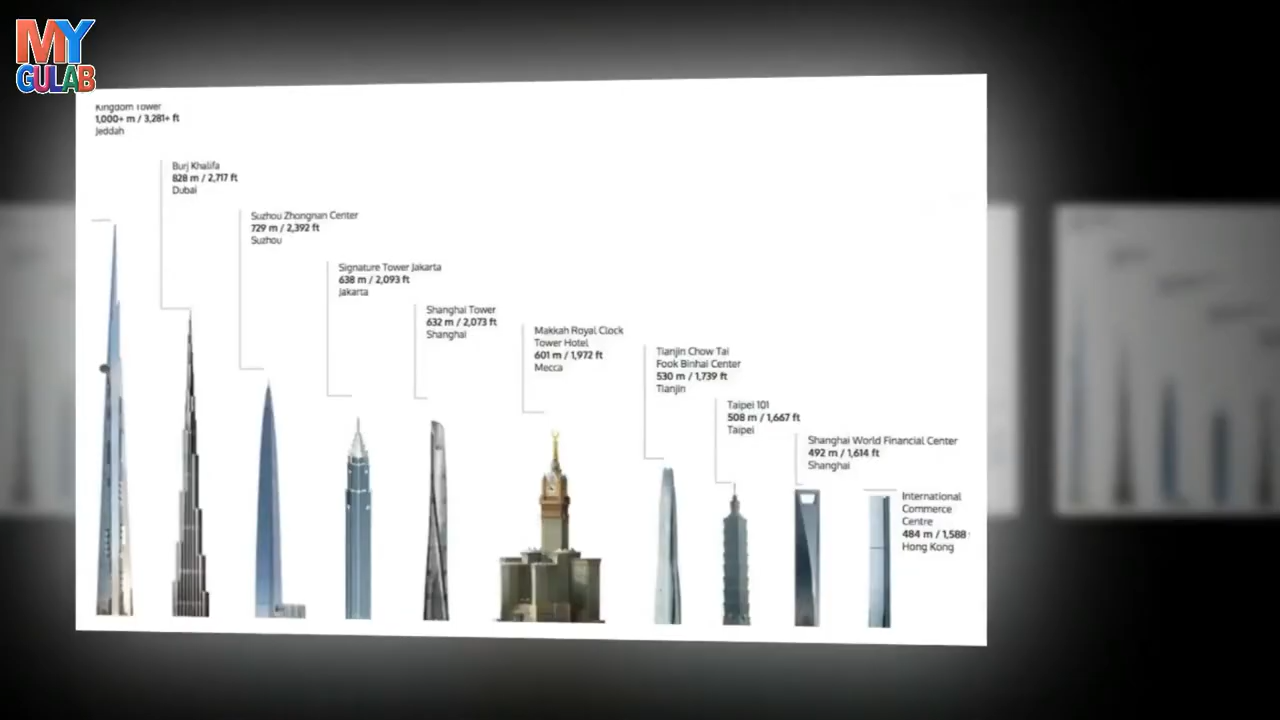 MY
GULAB
Kingdom Tower
1,000+ m / 3,281+ ft
Jeddah
Burj Khalifa
828 m / 2,717 ft
Dubai
Suzhou Zhongnan Center
729 m / 2,392 ft
Suzhou
Signature Tower Jakarta
638 m / 2,093 ft
Jakarta
Shanghai Tower
632 m / 2,073 ft
Shanghai
Makkah Royal Clock
Tower Hotel
601 m / 1,972 ft
Mecca
Tianjin Chow Tai
Fook Binhai Center
530 m / 1,739 ft
Tianjin
Taipei 101
508 m / 1,667 ft
Taipei
Shanghai World Financial Center
492 m / 1,614 ft
Shanghai
International
Commerce
Centre
484 m / 1,588
Hong Kong